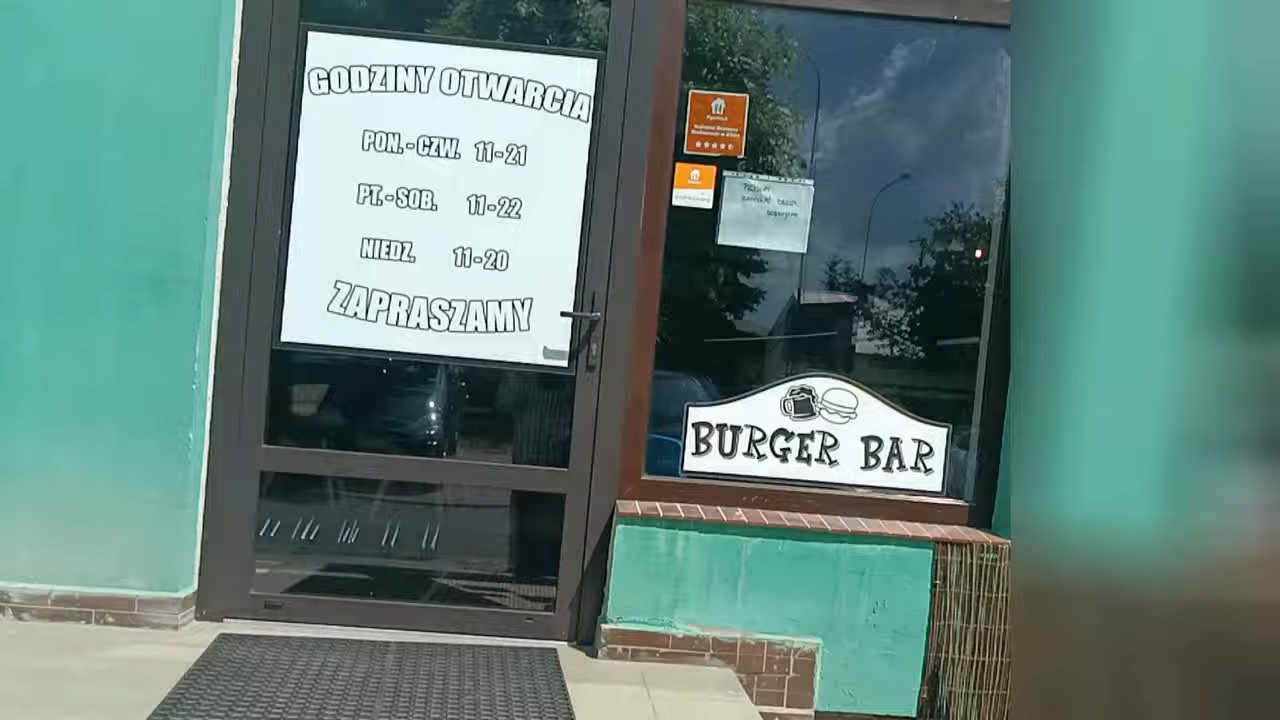 GODZINY OTWARCIA
PON.-CZW. 11-21
PT.-SOB. 11-22
NIEDZ. 11-20
ZAPRASZAMY
BURGER BAR